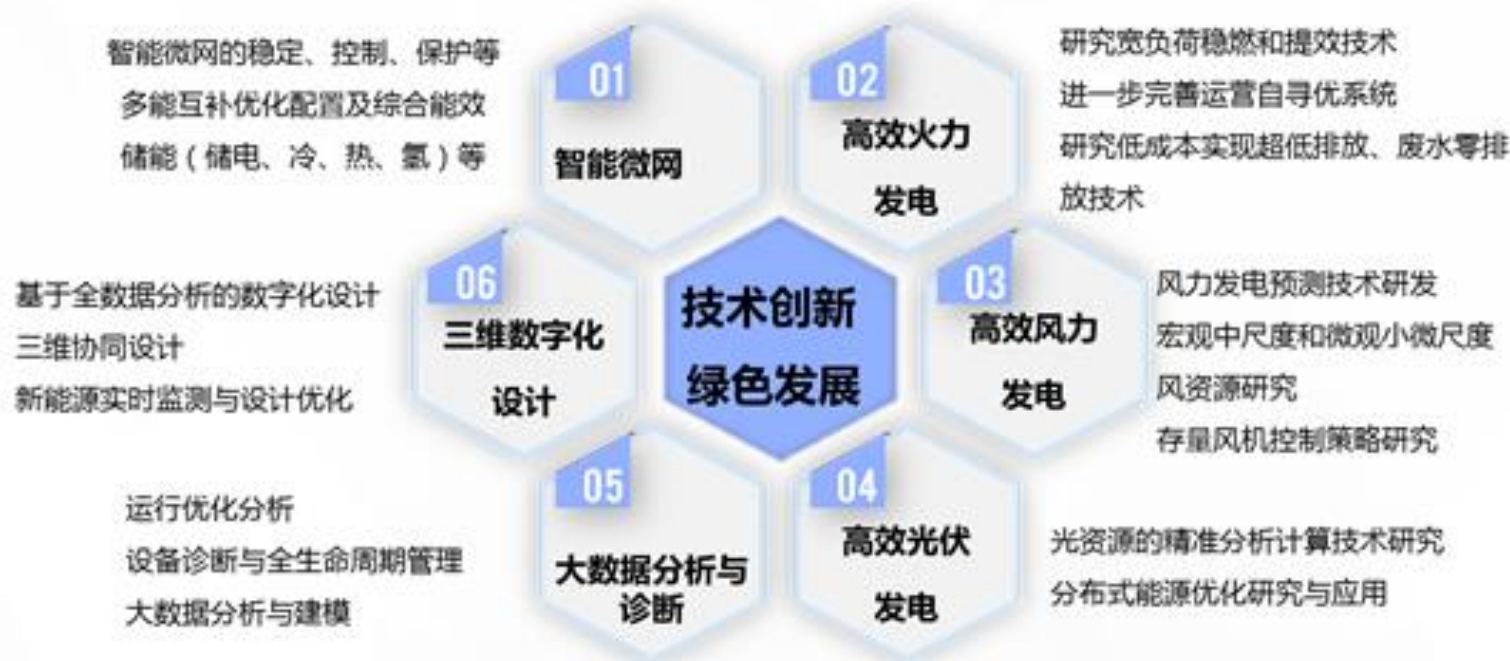 智能微网的稳定、控制、保护等
多能互补优化配置及综合能效
储能（储电、冷、热、氢）等
01
智能微网
02
高效火力
发电
研究宽负荷稳燃和提效技术
进一步完善运营自寻优系统
研究低成本实现超低排放、废水零排
放技术
基于全数据分析的数字化设计
三维协同设计
新能源实时监测与设计优化
06
三维数字化
设计
技术创新
绿色发展
03
高效风力
发电
风力发电预测技术研发
宏观中尺度和微观小微尺度
风资源研究
存量风机控制策略研究
运行优化分析
设备诊断与全生命周期管理
大数据分析与建模
05
大数据分析与
诊断
04
高效光伏
发电
光资源的精准分析计算技术研究
分布式能源优化研究与应用